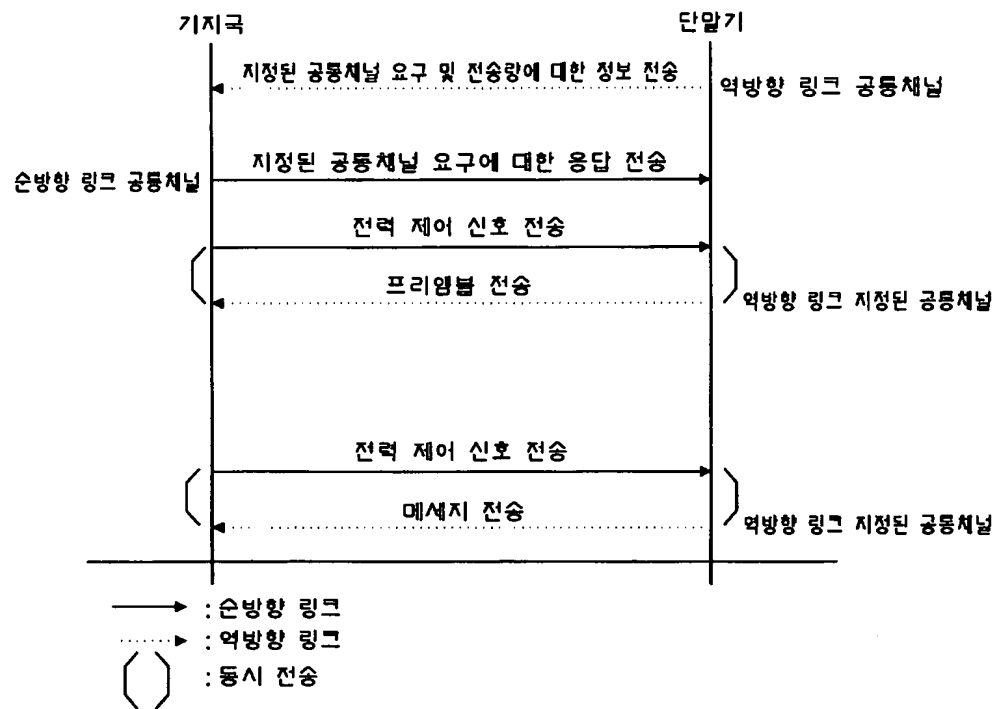 기지국
단말기
지정된 공통채널 요구 및 전송량에 대한 정보 전송
역방향 링크 공통채널
지정된 공통채널 요구에 대한 응답 전송
순방향 링크 공통채널
전력 제어 신호 전송
프리앰블 전송
역방향 링크 지정된 공통채널
전력 제어 신호 전송
메세지 전송
역방향 링크 지정된 공통채널
: 순방향 링크
: 역방향 링크
: 동시 전송